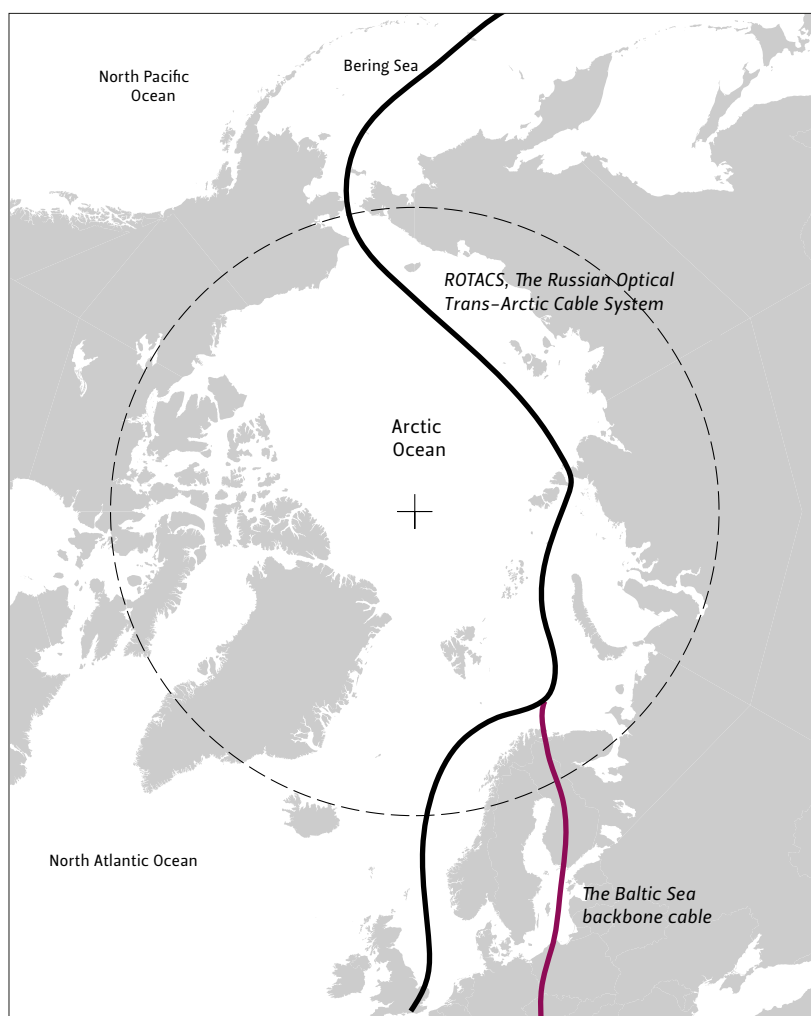 Bering Sea
North Pacific
Ocean
ROTACS, The Russian Optical
Trans-Arctic Cable System
Arctic
Ocean
North Atlantic Ocean
The Baltic Sea
backbone cable